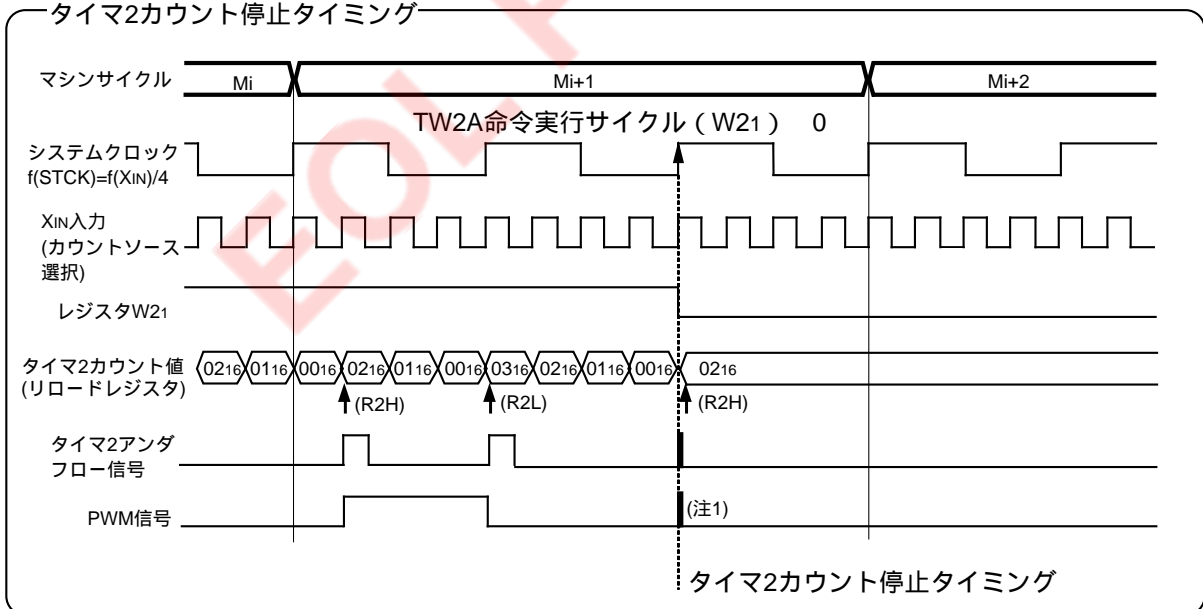 タイマ2カウント停止タイミング
マシンサイクル Mi Mi+1 Mi+2
TW2A命令実行サイクル(W21) 0
システムクロック
f(STCK)=f(XIN)/4
XIN入力
(カウントソース
選択)
レジスタW21
タイマ2カウント値
(リロードレジスタ)
0216 0116 0016 0216 0116 0016 0316 0216 0116 0016 0216
(R2H) (R2L) (R2H)
タイマ2アンダ
フロー信号
PWM信号
(注1)
タイマ2カウント停止タイミング
EOL